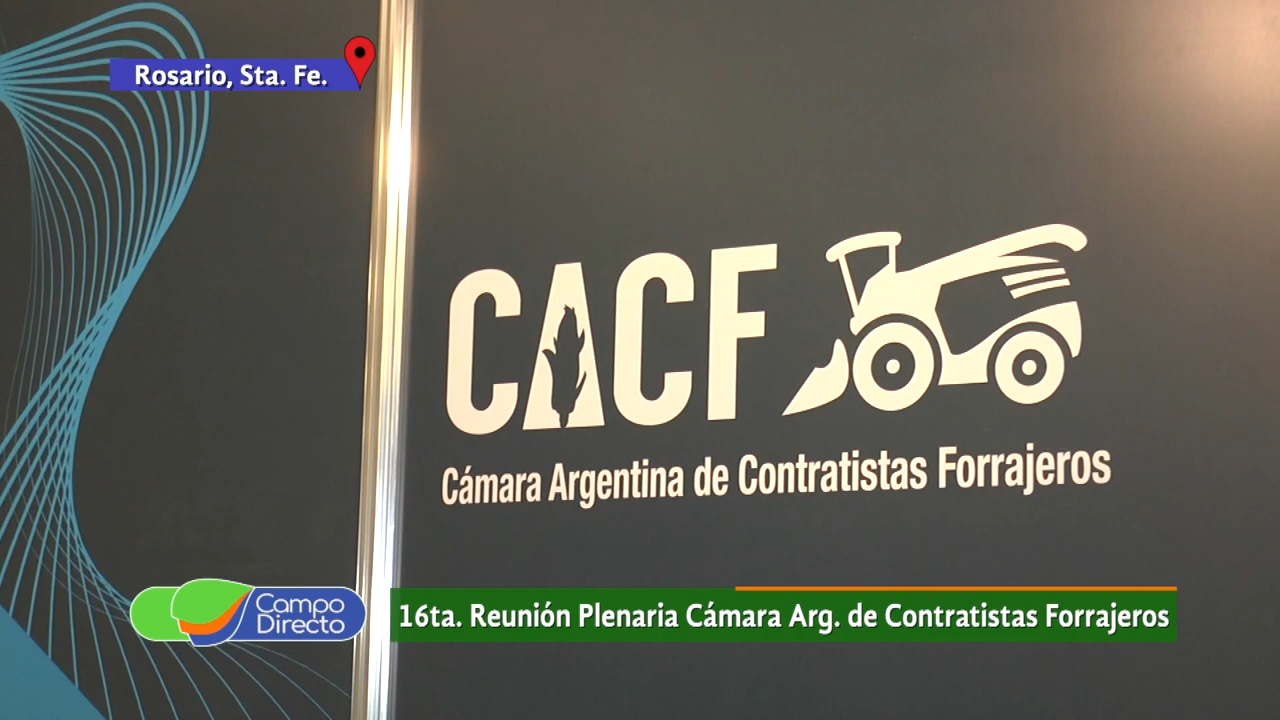 Rosario, Sta. Fe.
CACF
Cámara Argentina de Contratistas Forrajeros
Campo
Directo
16ta. Reunión Plenaria Cámara Arg. de Contratistas Forrajeros